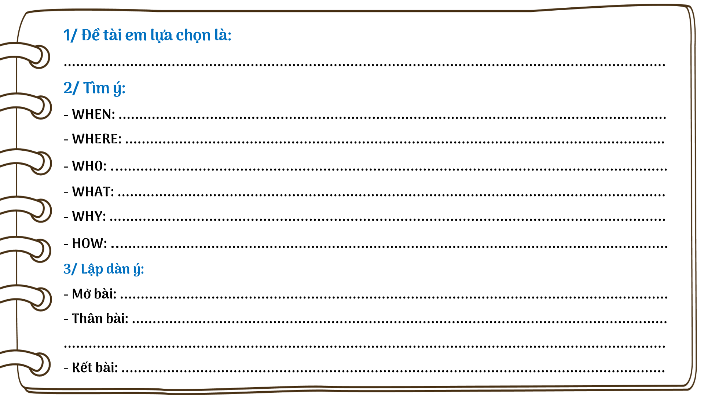 1/ Đề tài em lựa chọn là:
................................................................................................................................
2/ Tìm ý:
- WHEN: ....................................................................................................................
- WHERE: ..................................................................................................................
- WHO: ......................................................................................................................
- WHAT: ....................................................................................................................
- WHY: ......................................................................................................................
- HOW: ......................................................................................................................
3/ Lập dàn ý:
- Mở bài: ....................................................................................................................
- Thân bài: .................................................................................................................
................................................................................................................................
- Kết bài: ...................................................................................................................